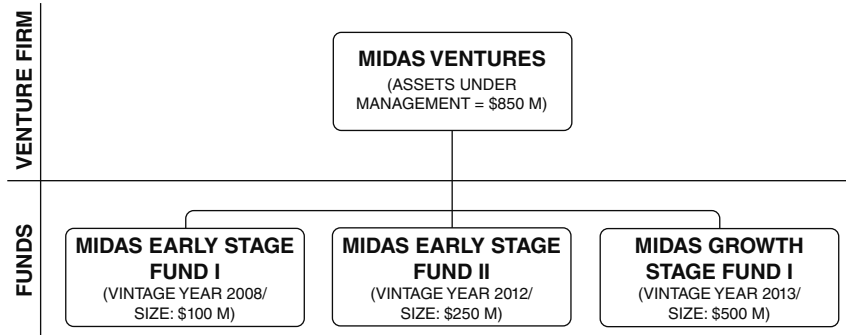 VENTURE FIRM
MIDAS VENTURES
(ASSETS UNDER
MANAGEMENT = $850 M)
FUNDS
MIDAS EARLY STAGE
FUND I
(VINTAGE YEAR 2008/
SIZE: $100 M)
MIDAS EARLY STAGE
FUND II
(VINTAGE YEAR 2012/
SIZE: $250 M)
MIDAS GROWTH
STAGE FUND I
(VINTAGE YEAR 2013/
SIZE: $500 M)